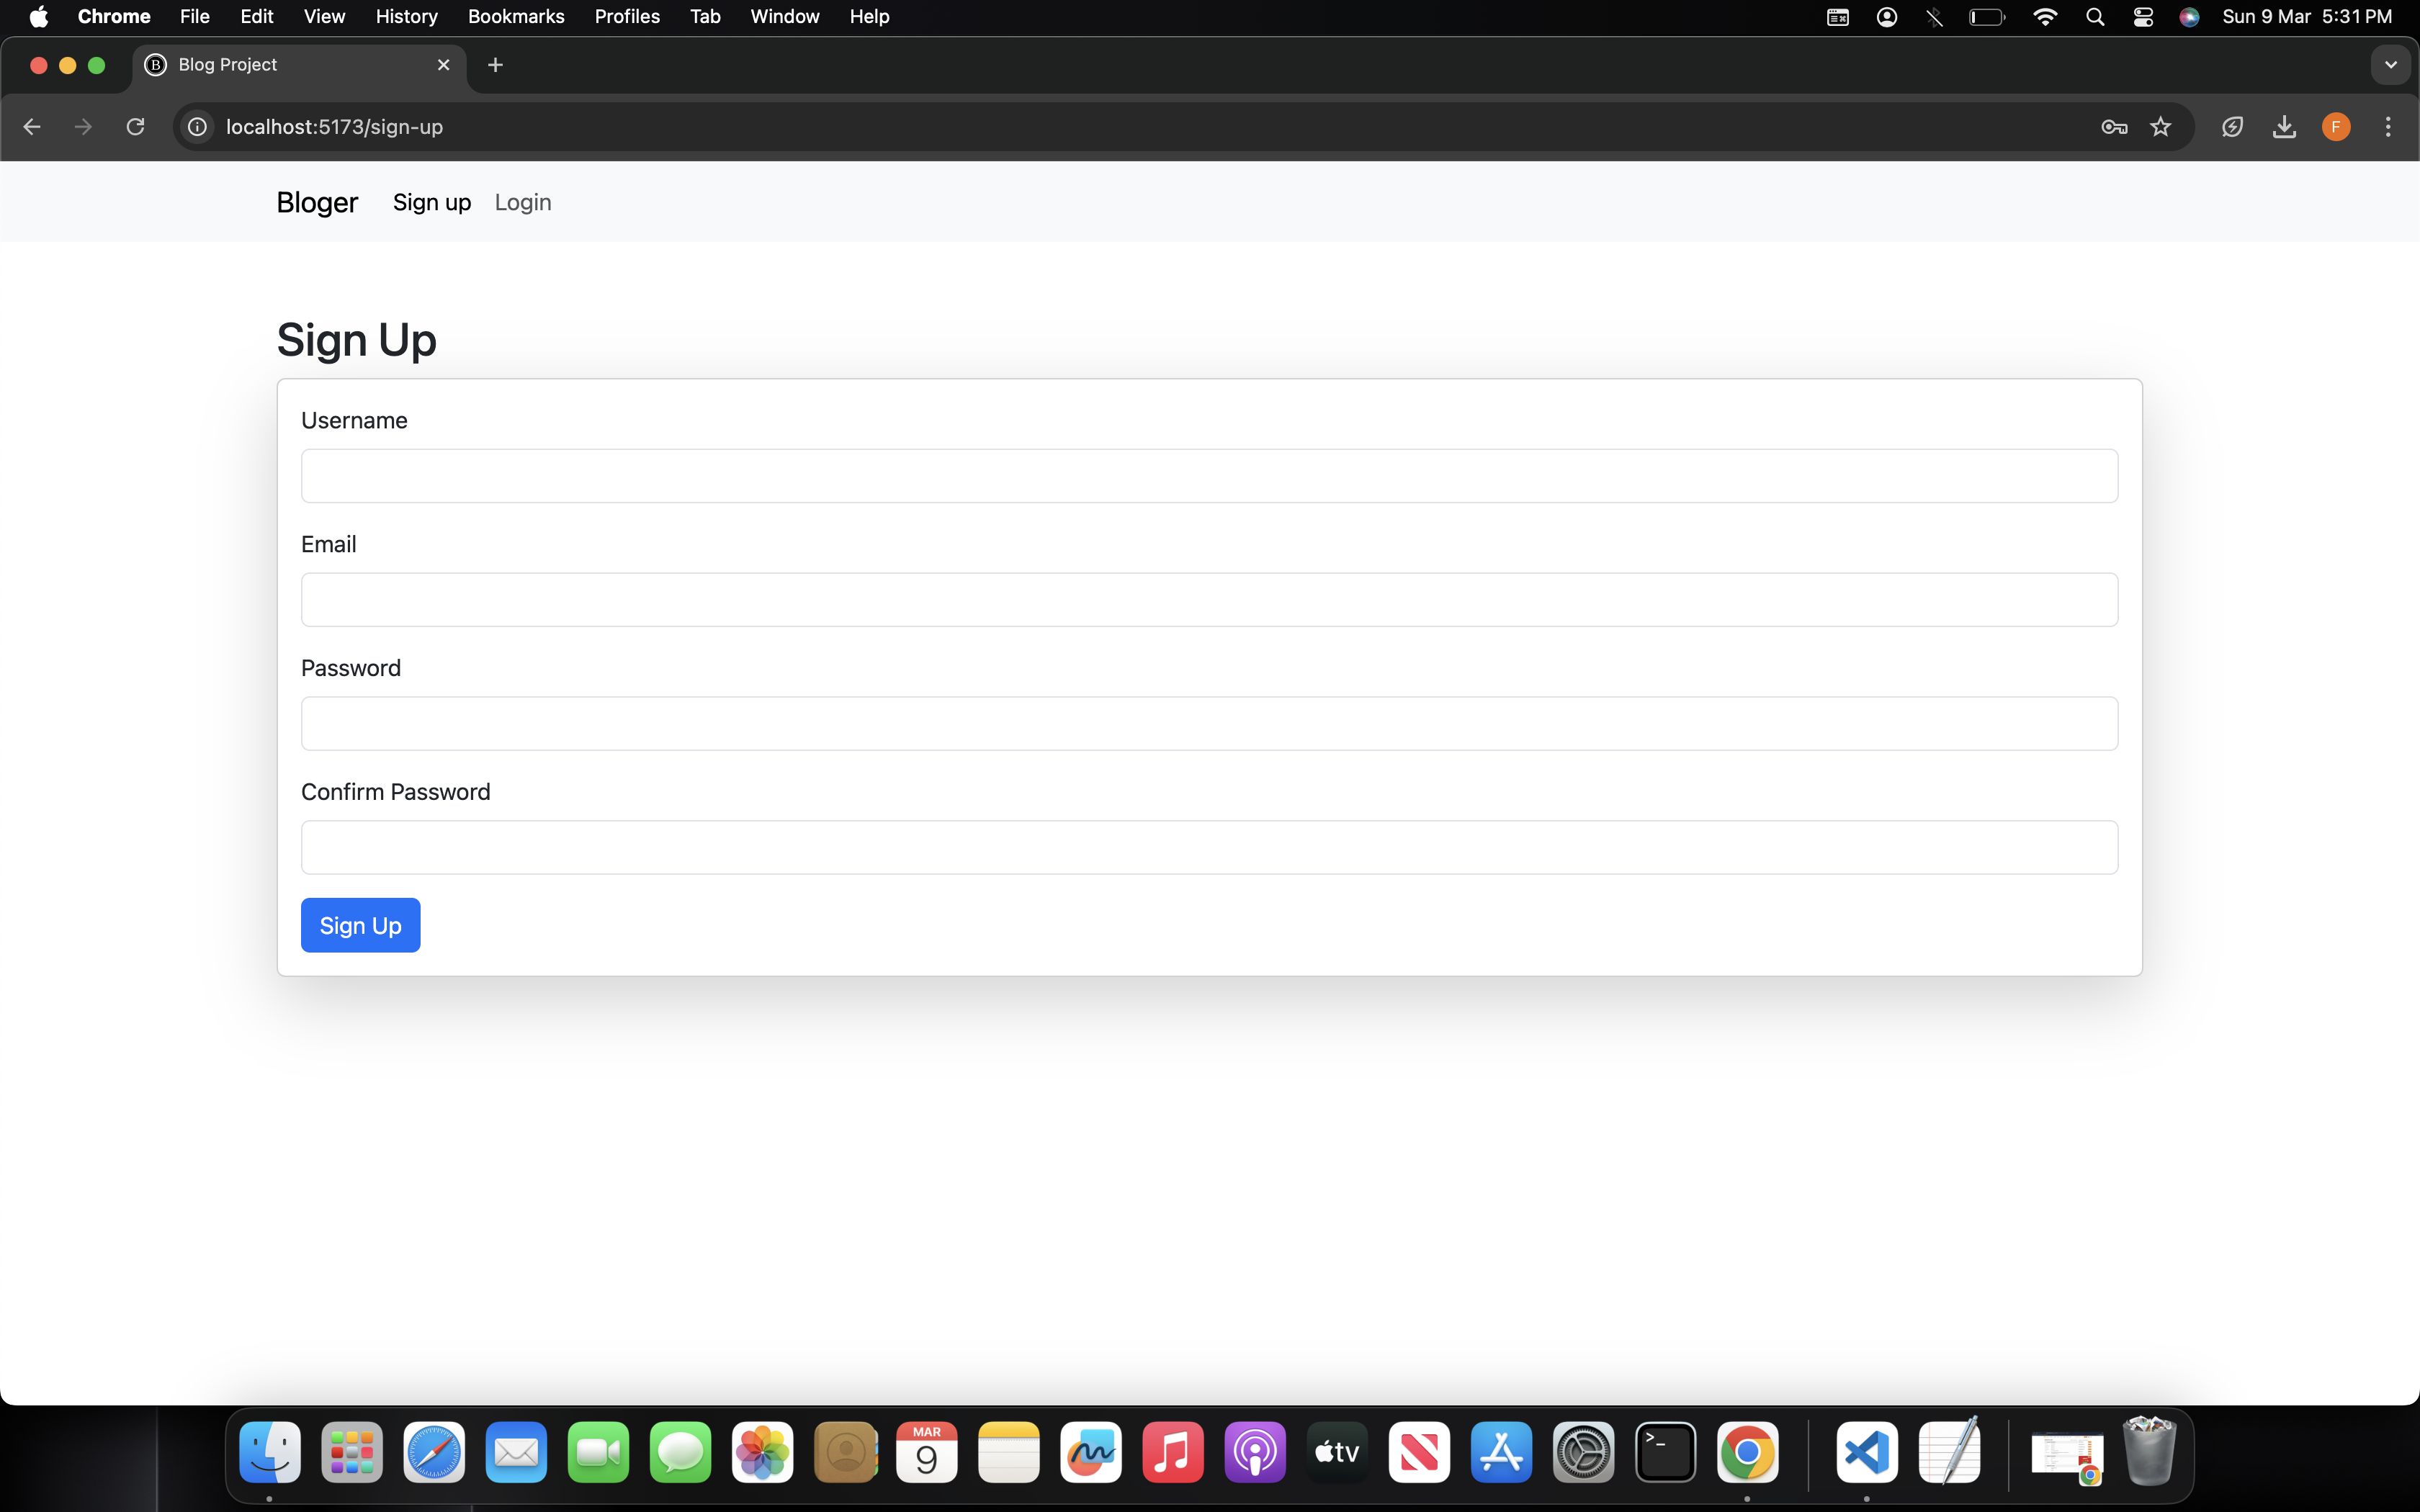 Chrome File Edit View History Bookmarks Profiles Tab Window Help Sun 9 Mar 5:31 PM
B Blog Project
localhost:5173/sign-up F
Bloger Sign up Login
Sign Up
Username
Email
Password
Confirm Password
Sign Up
MAR
9
tv
>_